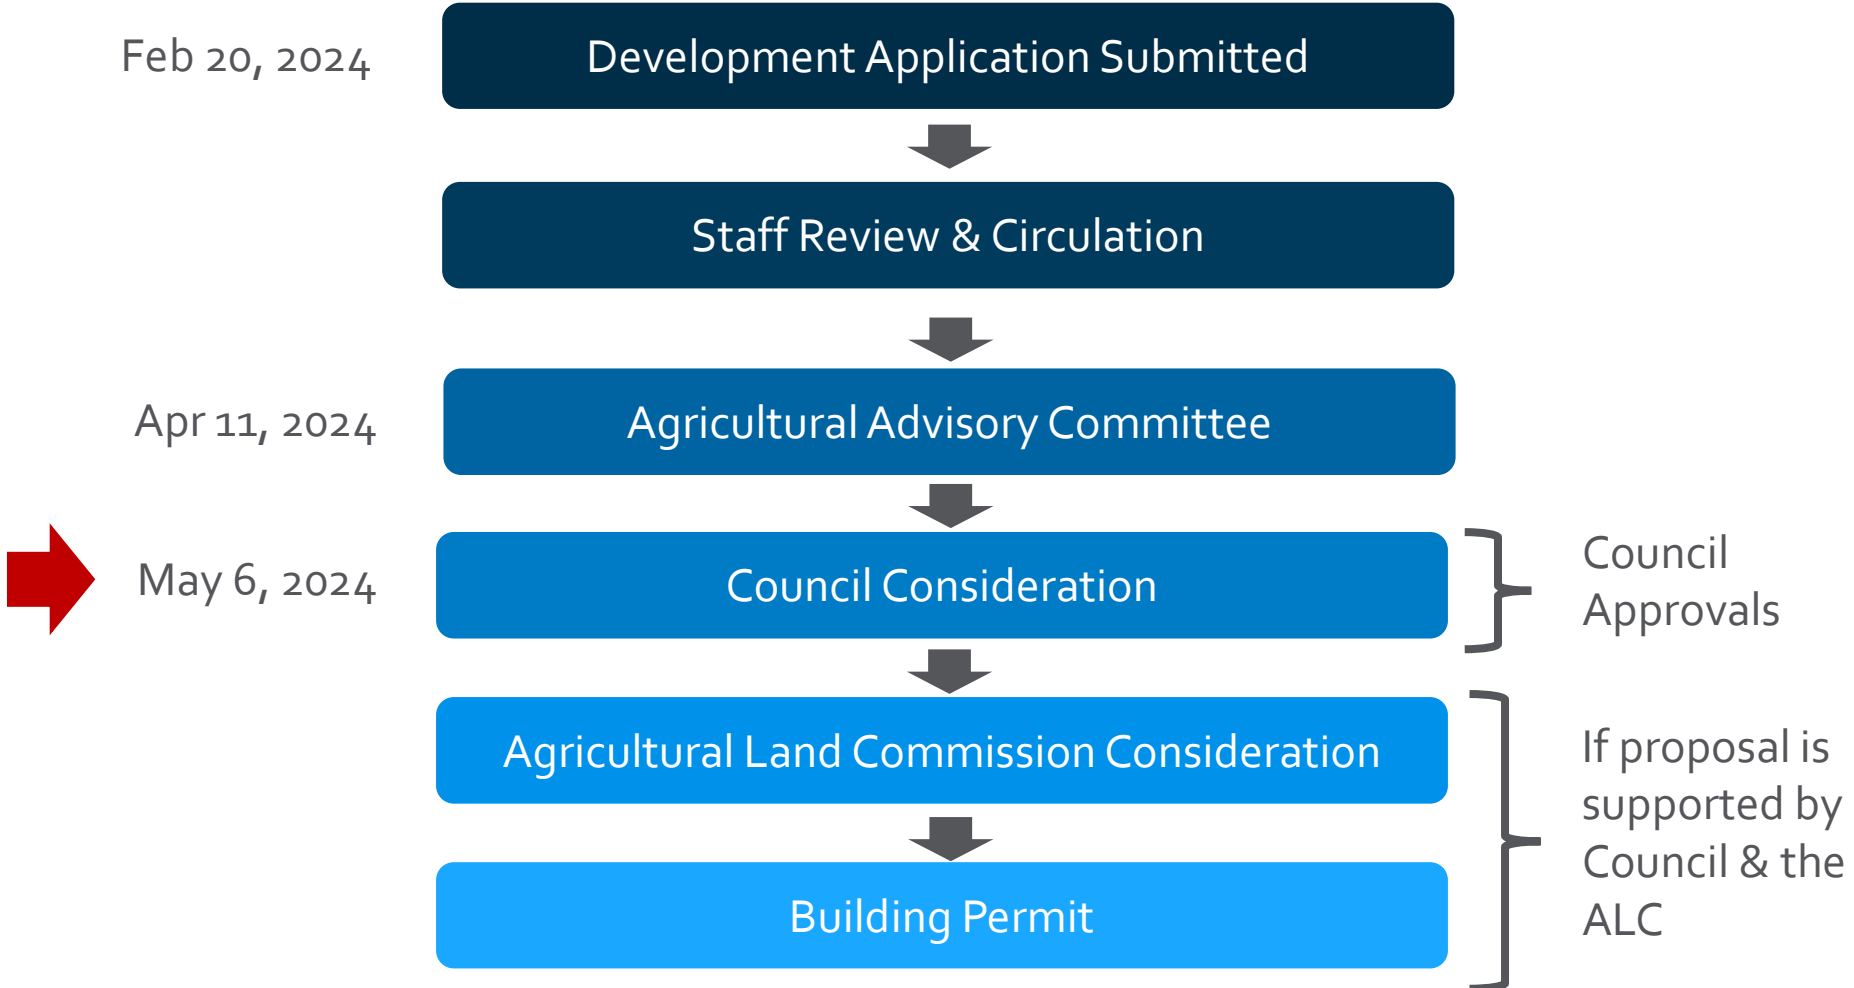 Feb 20, 2024
Development Application Submitted
Staff Review & Circulation
Apr 11, 2024
Agricultural Advisory Committee
May 6, 2024
Council Consideration
Council
Approvals
Agricultural Land Commission Consideration
Building Permit
If proposal is
supported by
Council & the
ALC